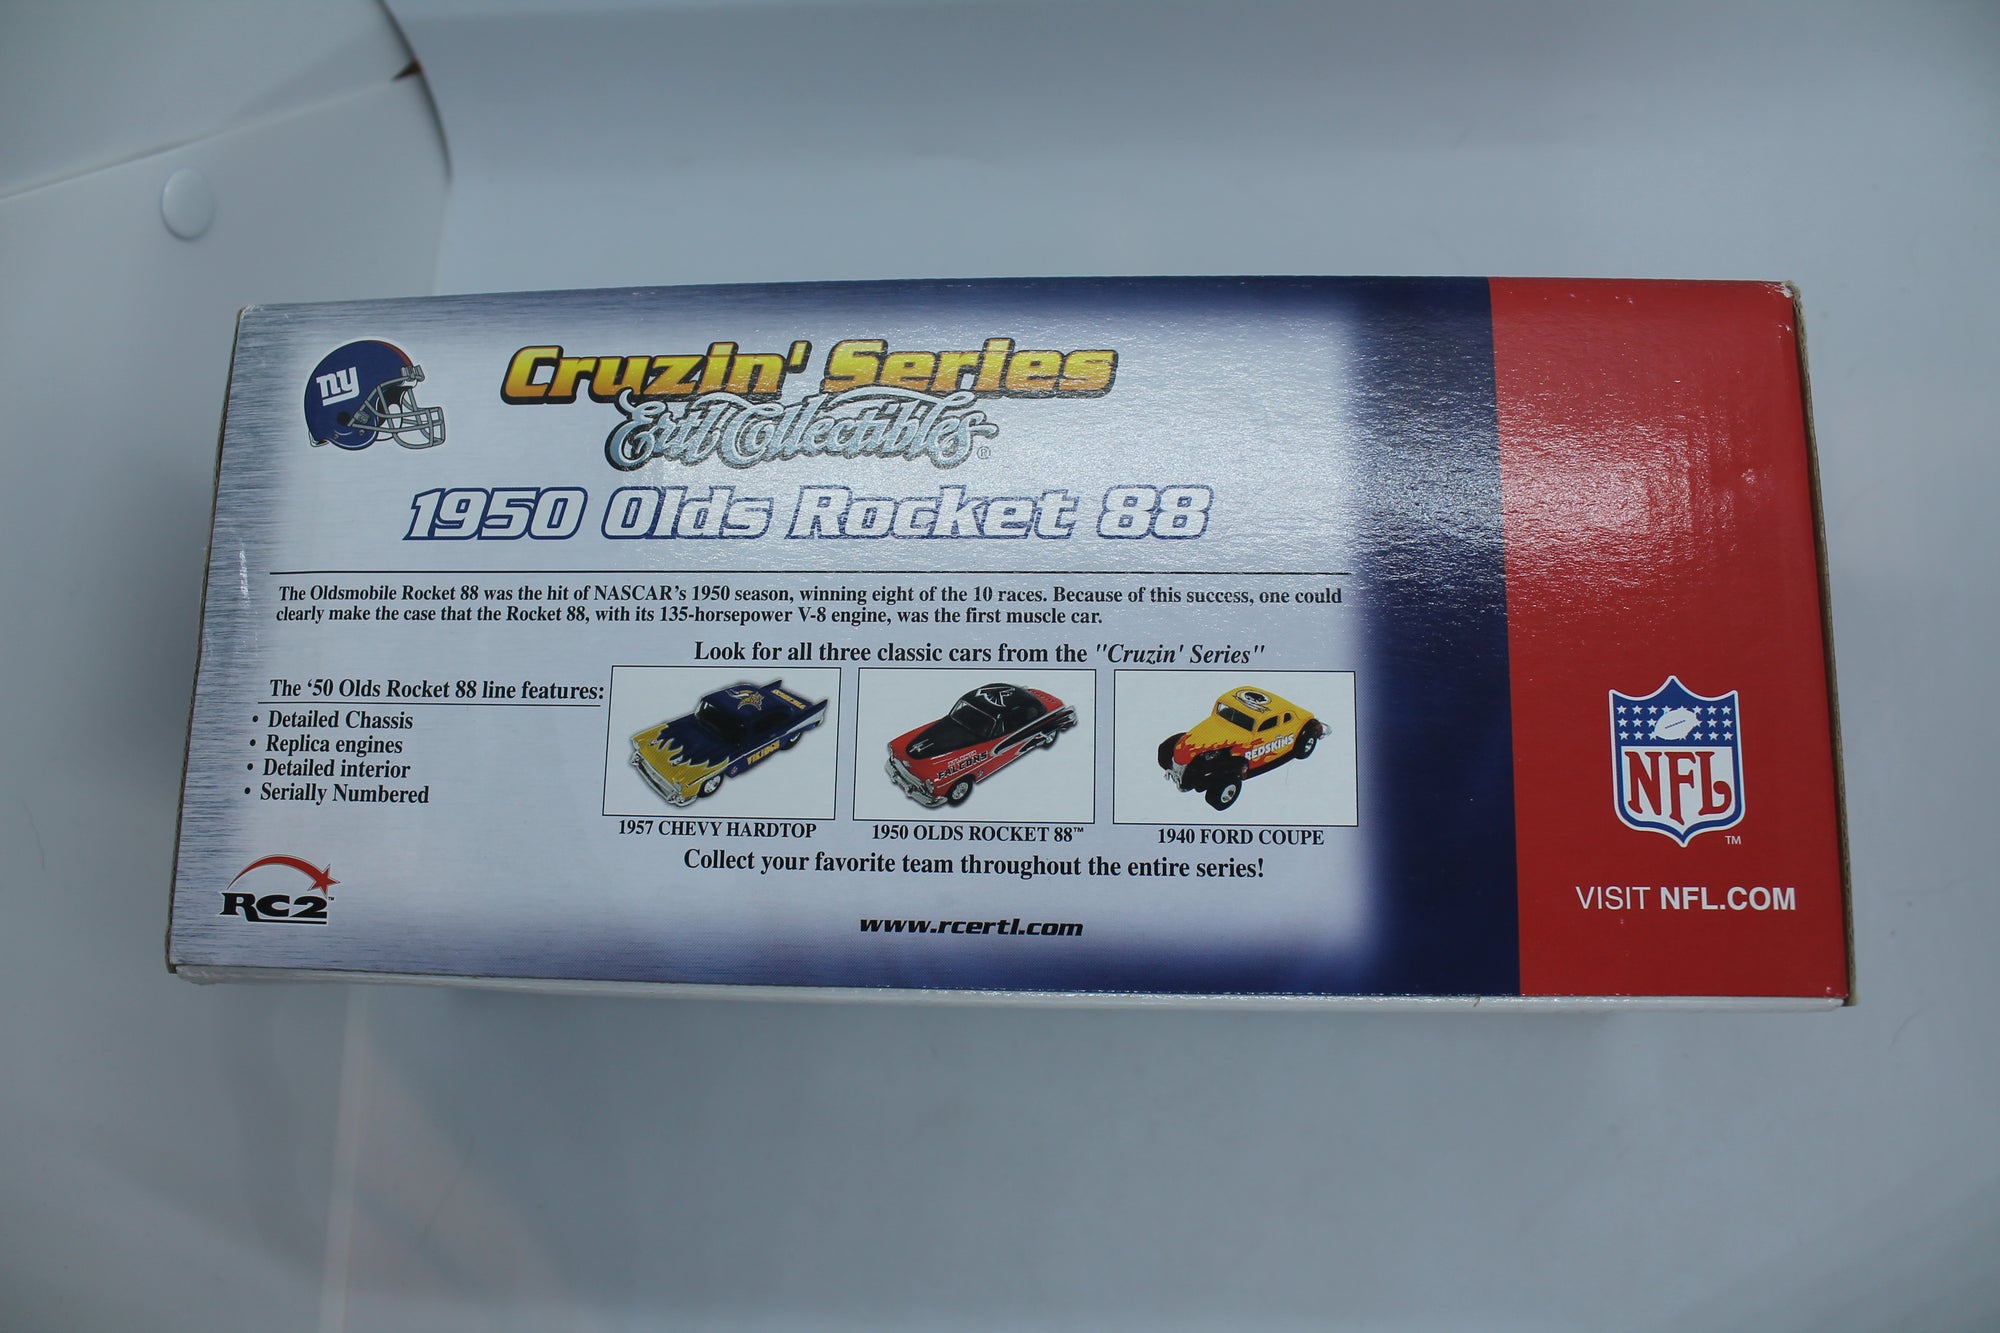 ny
Cruzin' Series
Ertl Collectibles®
1950 Olds Rocket 88
The Oldsmobile Rocket 88 was the hit of NASCAR's 1950 season, winning eight of the 10 races. Because of this success, one could
clearly make the case that the Rocket 88, with its 135-horsepower V-8 engine, was the first muscle car.
Look for all three classic cars from the "Cruzin' Series"
The '50 Olds Rocket 88 line features:
• Detailed Chassis
• Replica engines
• Detailed interior
• Serially Numbered
VIKINGS
FALCONS
REDSKINS
1957 CHEVY HARDTOP
1950 OLDS ROCKET 88™
1940 FORD COUPE
Collect your favorite team throughout the entire series!
RC2™
www.rcertl.com
NFL
™
VISIT NFL.COM